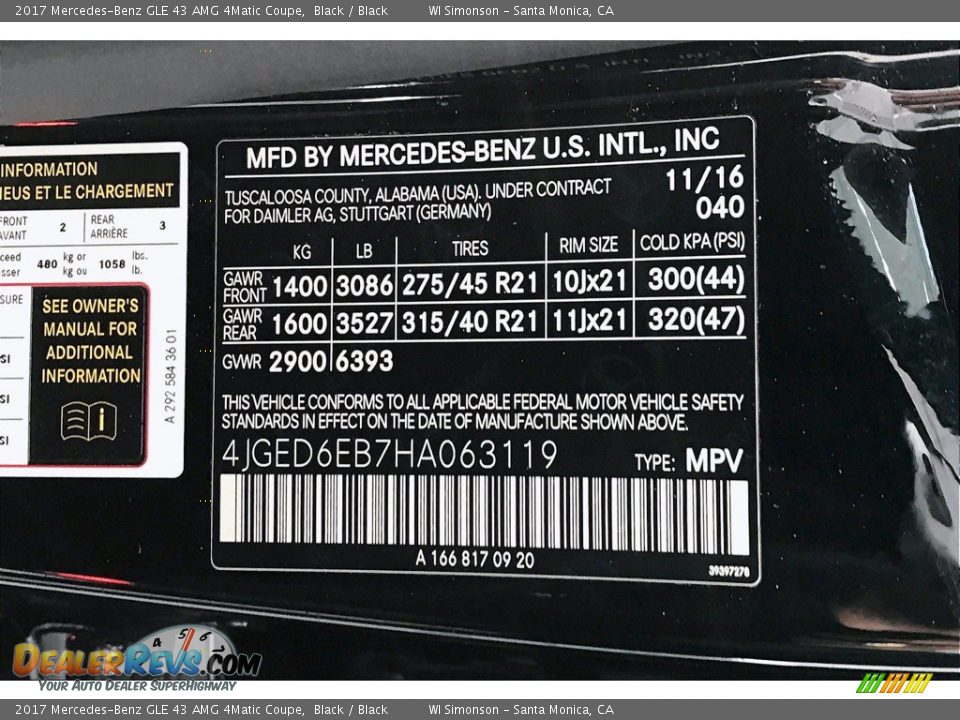 2017 Mercedes-Benz GLE 43 AMG 4Matic Coupe, Black / Black WI Simonson - Santa Monica, CA
INFORMATION
ET LE CHARGEMENT
FRONT
AVANT
2
REAR
ARRIÈRE
3
480
kg or
kg ou
1058
lbs.
lb.
SEE OWNER'S
MANUAL FOR
ADDITIONAL
INFORMATION
i
A 292 584 36 01
MFD BY MERCEDES-BENZ U.S. INTL., INC
TUSCALOOSA COUNTY, ALABAMA (USA). UNDER CONTRACT
FOR DAIMLER AG, STUTTGART (GERMANY)
11/16
040
KG LB TIRES RIM SIZE COLD KPA (PSI)
GAWR FRONT 1400 3086 275/45 R21 10Jx21 300(44)
GAWR REAR 1600 3527 315/40 R21 11Jx21 320(47)
GVWR 2900 6393
THIS VEHICLE CONFORMS TO ALL APPLICABLE FEDERAL MOTOR VEHICLE SAFETY
STANDARDS IN EFFECT ON THE DATE OF MANUFACTURE SHOWN ABOVE.
4JGED6EB7HA063119 TYPE: MPV
A 166 817 09 20
39397278
4 5 6
DEALERREVS.COM
YOUR AUTO DEALER SUPERHIGHWAY
2017 Mercedes-Benz GLE 43 AMG 4Matic Coupe, Black / Black WI Simonson - Santa Monica, CA